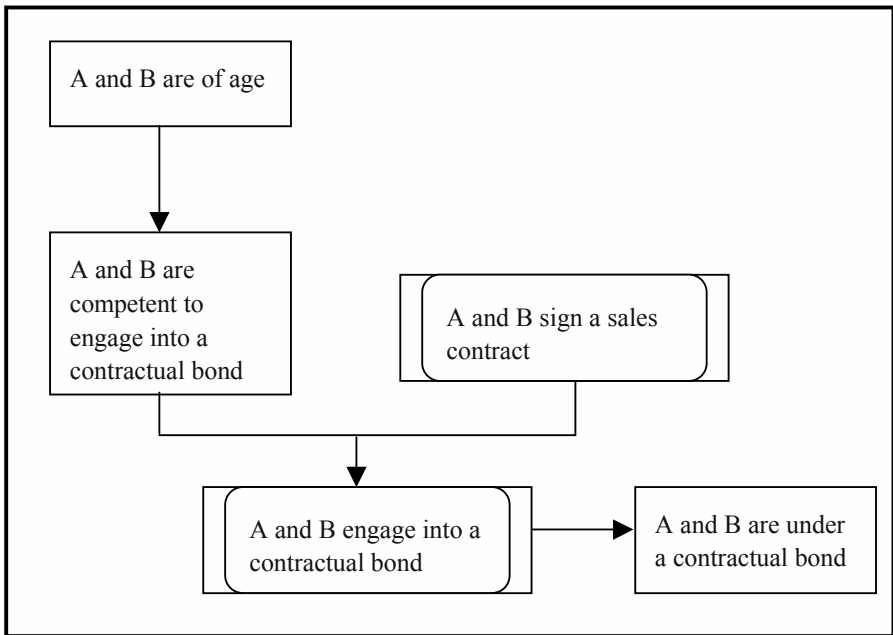 A and B are of age
A and B are
competent to
engage into a
contractual bond
A and B sign a sales
contract
A and B engage into a
contractual bond
A and B are under
a contractual bond